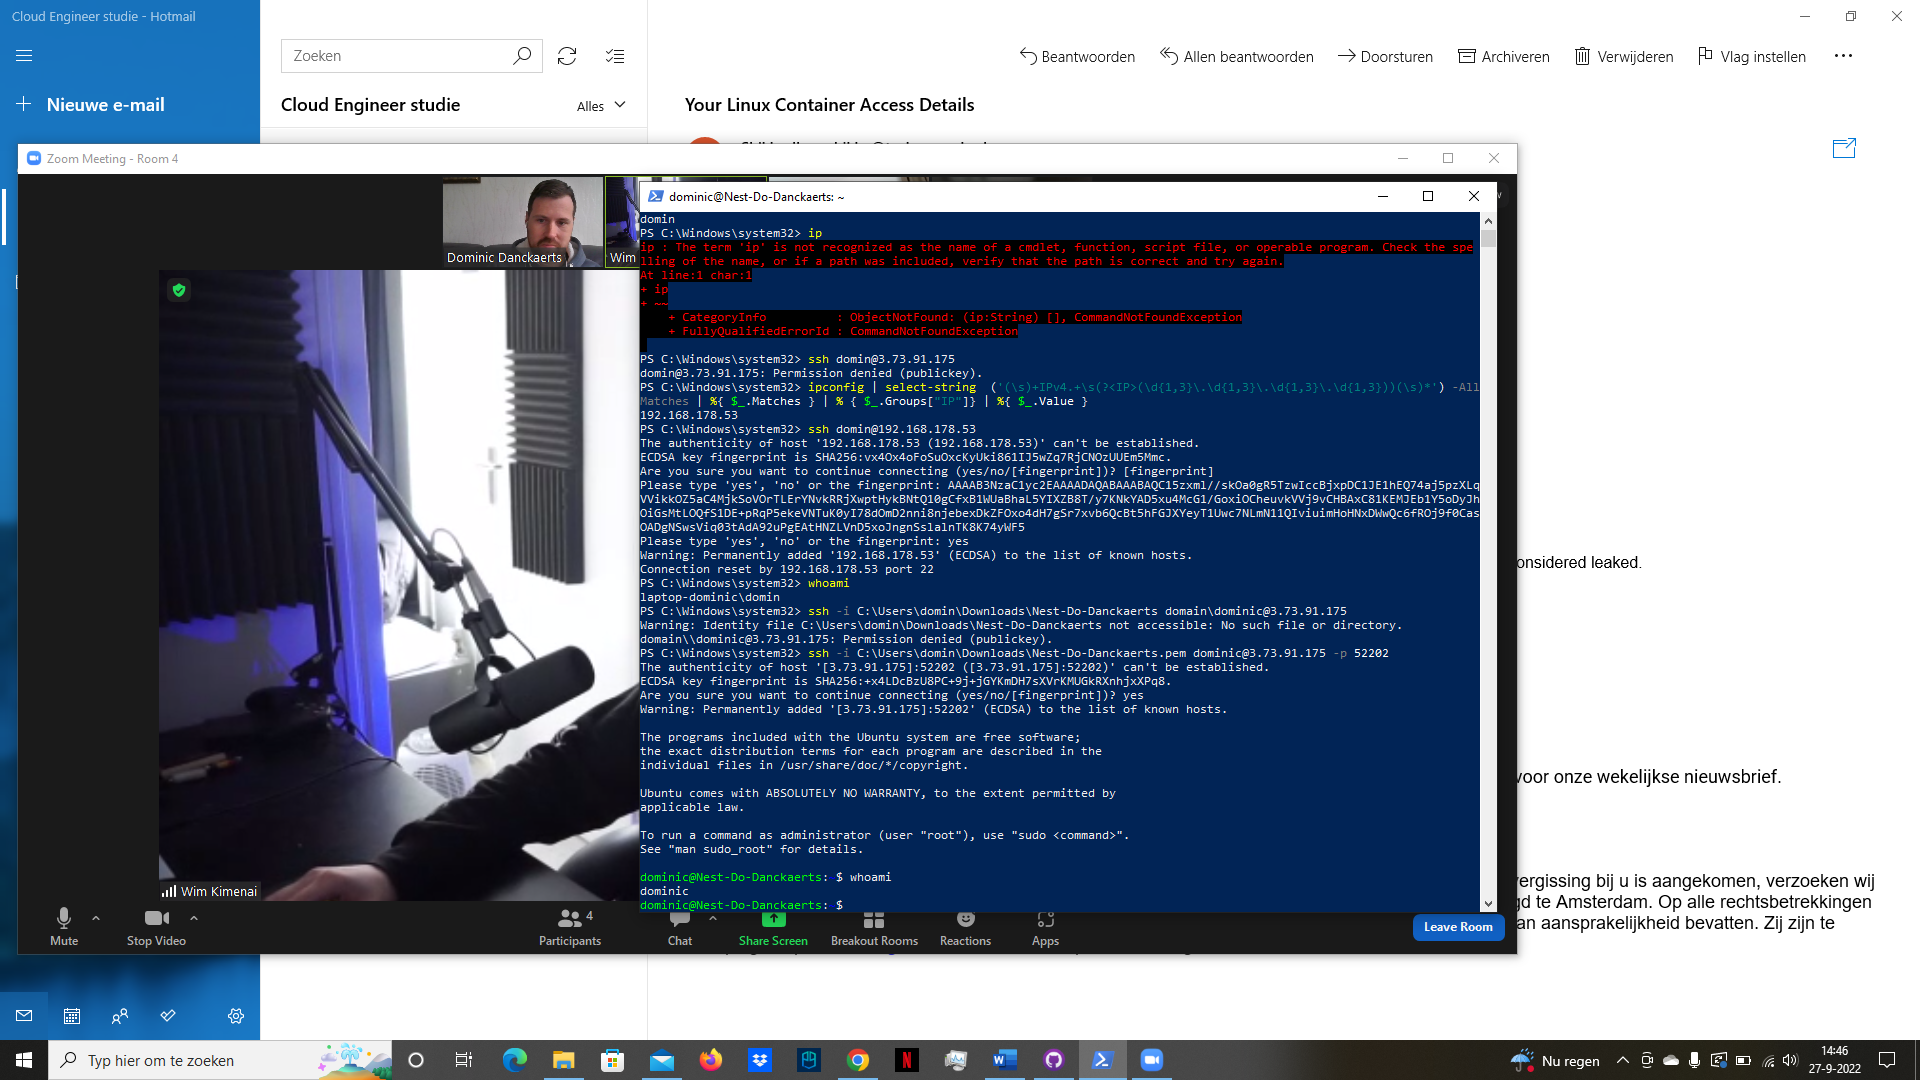 Cloud Engineer studie - Hotmail
Zoeken
Beantwoorden
Allen beantwoorden
Doorsturen
Archiveren
Verwijderen
Vlag instellen
Nieuwe e-mail
Cloud Engineer studie
Alles
Your Linux Container Access Details
Zoom Meeting - Room 4
Dominic Danckaerts
Wim
dominic@Nest-Do-Danckaerts: ~
domin
PS C:\Windows\system32> ip
ip : The term 'ip' is not recognized as the name of a cmdlet, function, script file, or operable program. Check the spe
lling of the name, or if a path was included, verify that the path is correct and try again.
At line:1 char:1
+ ip
+ ~~
+ CategoryInfo : ObjectNotFound: (ip:String) [], CommandNotFoundException
+ FullyQualifiedErrorId : CommandNotFoundException
PS C:\Windows\system32> ssh domin@3.73.91.175
domin@3.73.91.175: Permission denied (publickey).
PS C:\Windows\system32> ipconfig | select-string ('(\s)+IPv4.+\s(?<IP>(\d{1,3}\.\d{1,3}\.\d{1,3}\.\d{1,3}))(\s)*') -All
Matches | %{ $_.Matches } | % { $_.Groups["IP"]} | %{ $_.Value }
192.168.178.53
PS C:\Windows\system32> ssh domin@192.168.178.53
The authenticity of host '192.168.178.53 (192.168.178.53)' can't be established.
ECDSA key fingerprint is SHA256:vx4Ox4oFoSuOxcKyUki861IJ5wZq7RjCNOzUUEm5Mmc.
Are you sure you want to continue connecting (yes/no/[fingerprint])? [fingerprint]
Please type 'yes', 'no' or the fingerprint: AAAAB3NzaC1yc2EAAAADAQABAAABAQC15zxml//skOa0gR5TzwIccBjxpDC1JE1hEQ74aj5pzXLq
VVikkOZ5aC4MjkSoVOrTLErYNvkRRjXwptHykBNtQ10gCfxB1WUaBhaL5YIXZB8T/y7KNkYAD5xu4McG1/GoxiOCheuvkVVj9vCHBAxC81KEMJEb1Y5oDyJh
OiGsMtLOQfS1DE+pRqP5ekeVNTuK0yI78dOmD2nni8njebexDkZFOxo4dH7gSr7xvb6QcBt5hFGJXYeyT1Uwc7NLmN11QIviuimHoHNxDWwQc6fROj9f0Cas
OADgNSwsViq03tAdA92uPgEAtHNZLVnD5xoJngnSslalnTK8K74yWF5
Please type 'yes', 'no' or the fingerprint: yes
Warning: Permanently added '192.168.178.53' (ECDSA) to the list of known hosts.
Connection reset by 192.168.178.53 port 22
PS C:\Windows\system32> whoami
laptop-dominic\domin
PS C:\Windows\system32> ssh -i C:\Users\domin\Downloads\Nest-Do-Danckaerts domain\dominic@3.73.91.175
Warning: Identity file C:\Users\domin\Downloads\Nest-Do-Danckaerts not accessible: No such file or directory.
domain\\dominic@3.73.91.175: Permission denied (publickey).
PS C:\Windows\system32> ssh -i C:\Users\domin\Downloads\Nest-Do-Danckaerts.pem dominic@3.73.91.175 -p 52202
The authenticity of host '[3.73.91.175]:52202 ([3.73.91.175]:52202)' can't be established.
ECDSA key fingerprint is SHA256:+x4LDcBzU8PC+9j+jGYKmDH7sXVrKMUGkRXnhjxXPq8.
Are you sure you want to continue connecting (yes/no/[fingerprint])? yes
Warning: Permanently added '[3.73.91.175]:52202' (ECDSA) to the list of known hosts.
The programs included with the Ubuntu system are free software;
the exact distribution terms for each program are described in the
individual files in /usr/share/doc/*/copyright.
Ubuntu comes with ABSOLUTELY NO WARRANTY, to the extent permitted by
applicable law.
To run a command as administrator (user "root"), use "sudo <command>".
See "man sudo_root" for details.
dominic@Nest-Do-Danckaerts: $ whoami
dominic
dominic@Nest-Do-Danckaerts: $
onsidered leaked.
voor onze wekelijkse nieuwsbrief.
vergissing bij u is aangekomen, verzoeken wij
gd te Amsterdam. Op alle rechtsbetrekkingen
an aansprakelijkheid bevatten. Zij zijn te
Wim Kimenai
Mute
Stop Video
Participants
4
Chat
Share Screen
Breakout Rooms
Reactions
Apps
Leave Room
Typ hier om te zoeken
Nu regen
14:46
27-9-2022